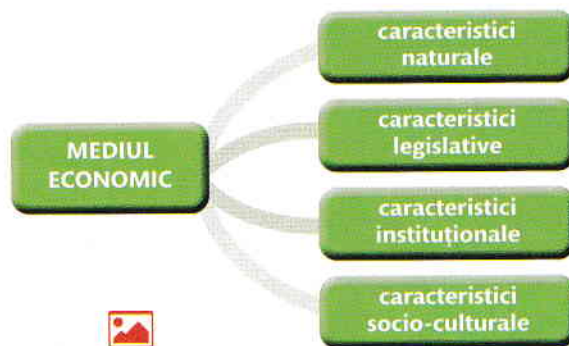 MEDIUL
ECONOMIC
caracteristici
naturale
caracteristici
legislative
caracteristici
instituționale
caracteristici
socio-culturale